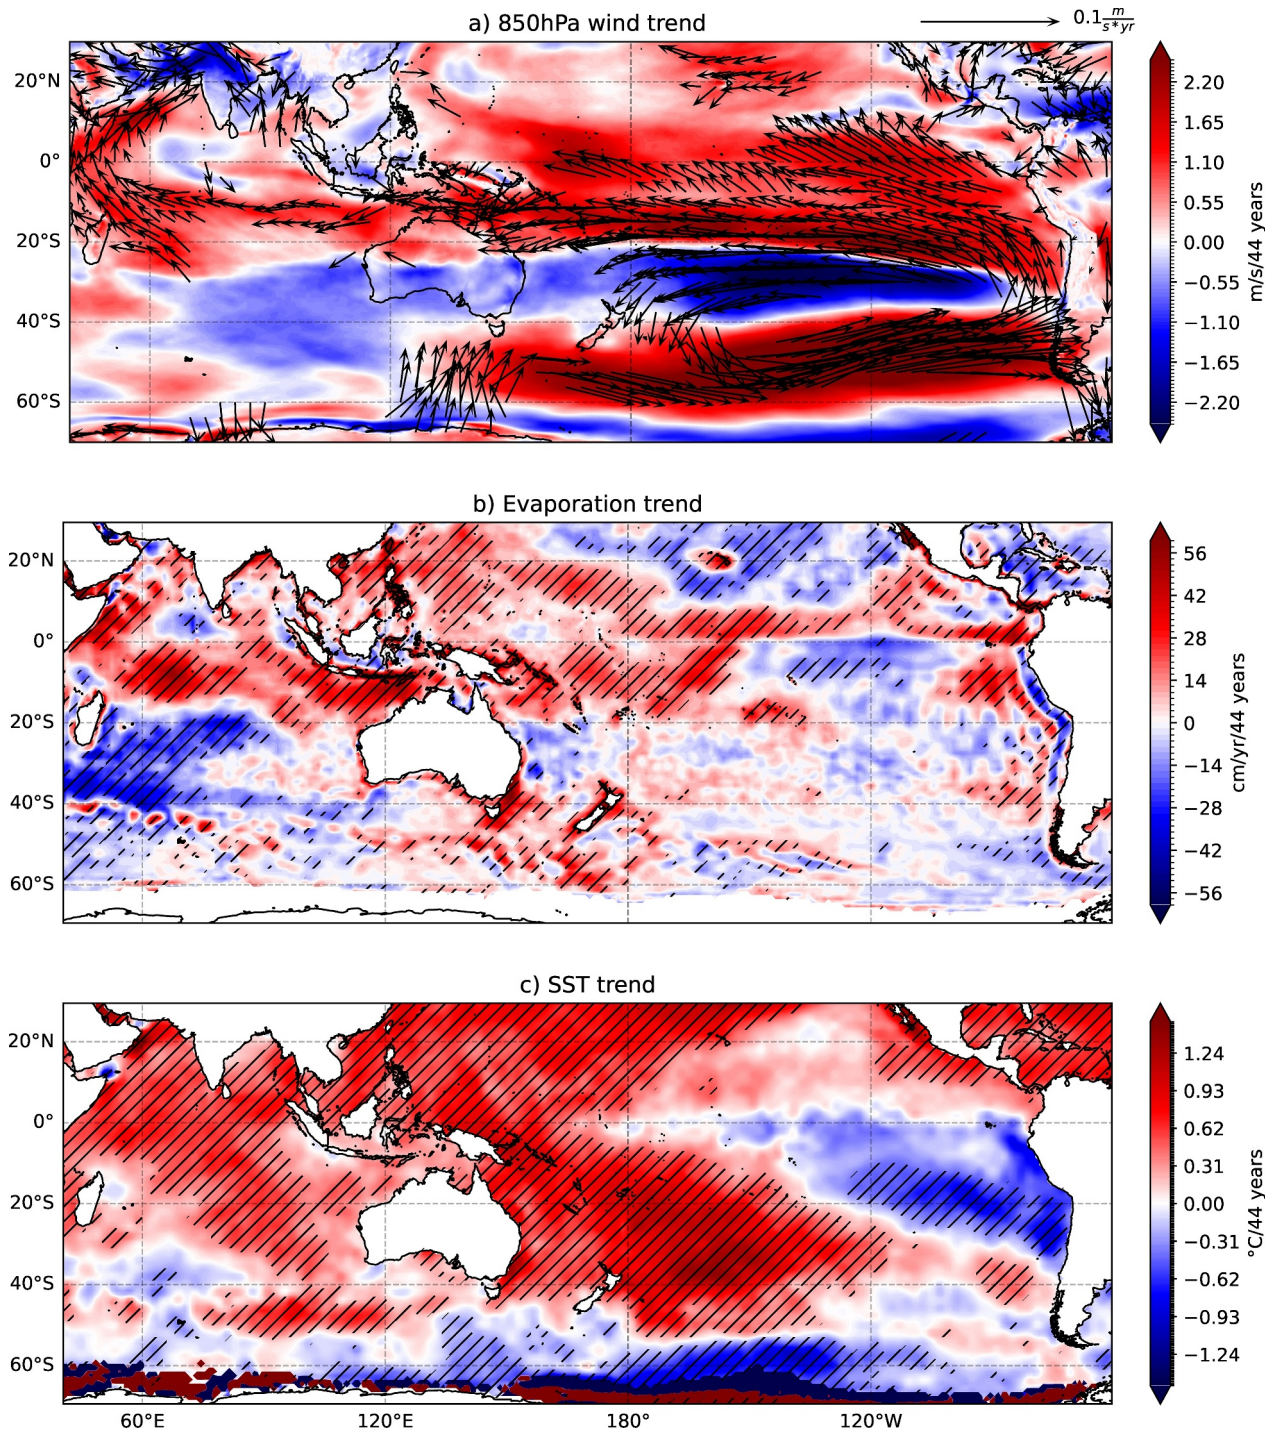 a) 850hPa wind trend
0.1 m/(s*yr)
20°N
0°
20°S
40°S
60°S
2.20
1.65
1.10
0.55
0.00
−0.55
−1.10
−1.65
−2.20
m/s/44 years
b) Evaporation trend
20°N
0°
20°S
40°S
60°S
56
42
28
14
0
−14
−28
−42
−56
cm/yr/44 years
c) SST trend
20°N
0°
20°S
40°S
60°S
1.24
0.93
0.62
0.31
0.00
−0.31
−0.62
−0.93
−1.24
°C/44 years
60°E
120°E
180°
120°W